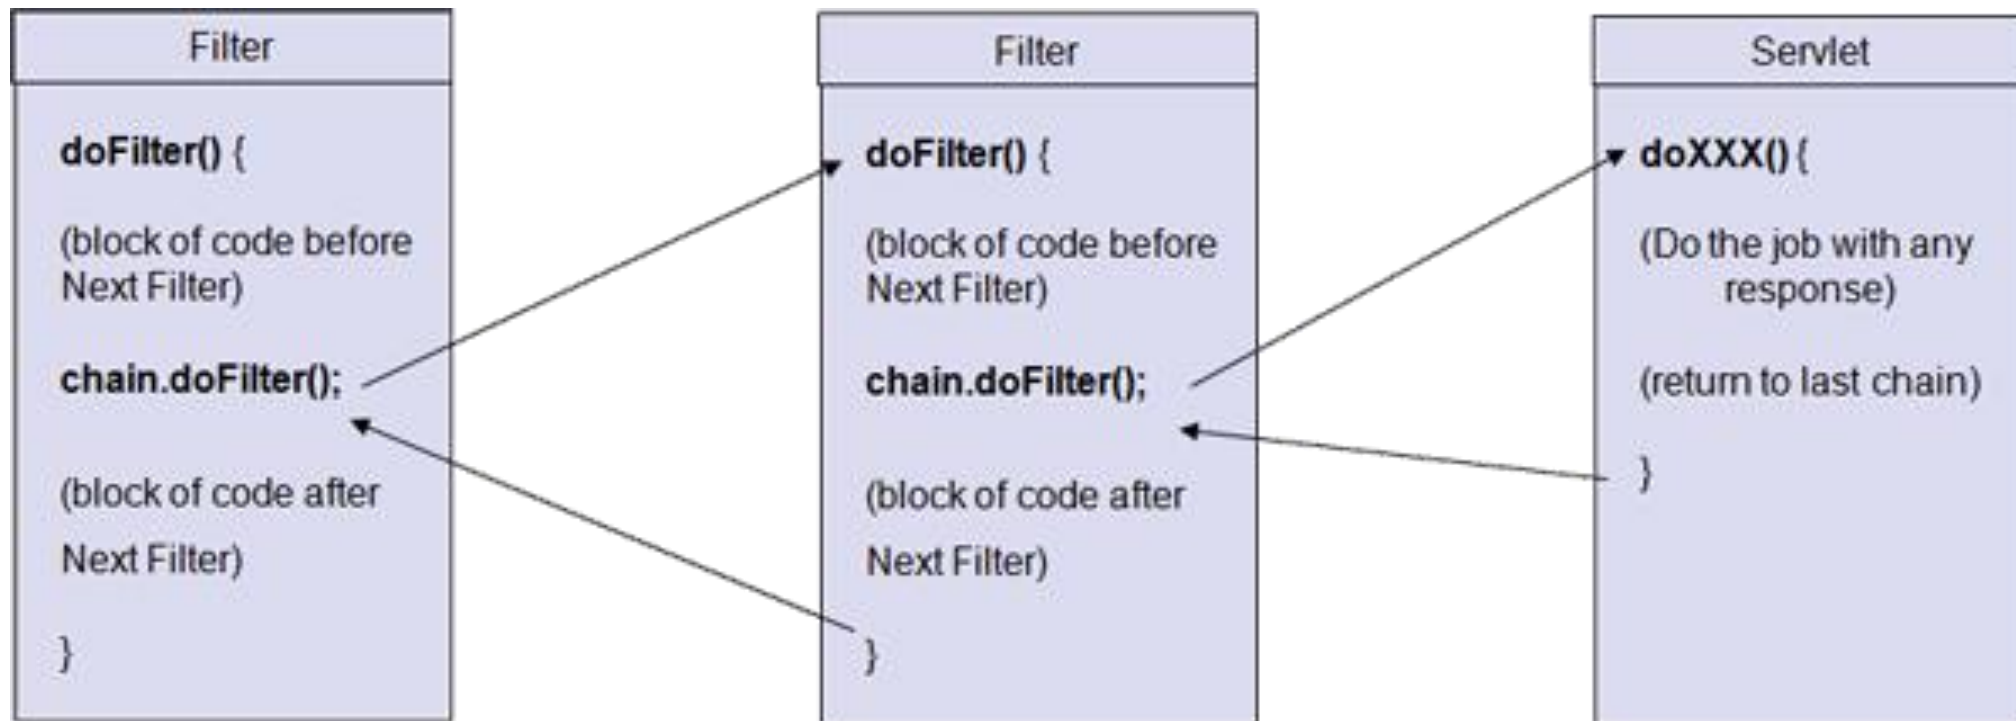 Filter
doFilter() {
(block of code before
Next Filter)
chain.doFilter();
(block of code after
Next Filter)
}
Filter
doFilter() {
(block of code before
Next Filter)
chain.doFilter();
(block of code after
Next Filter)
}
Servlet
doXXX() {
(Do the job with any
response)
(return to last chain)
}